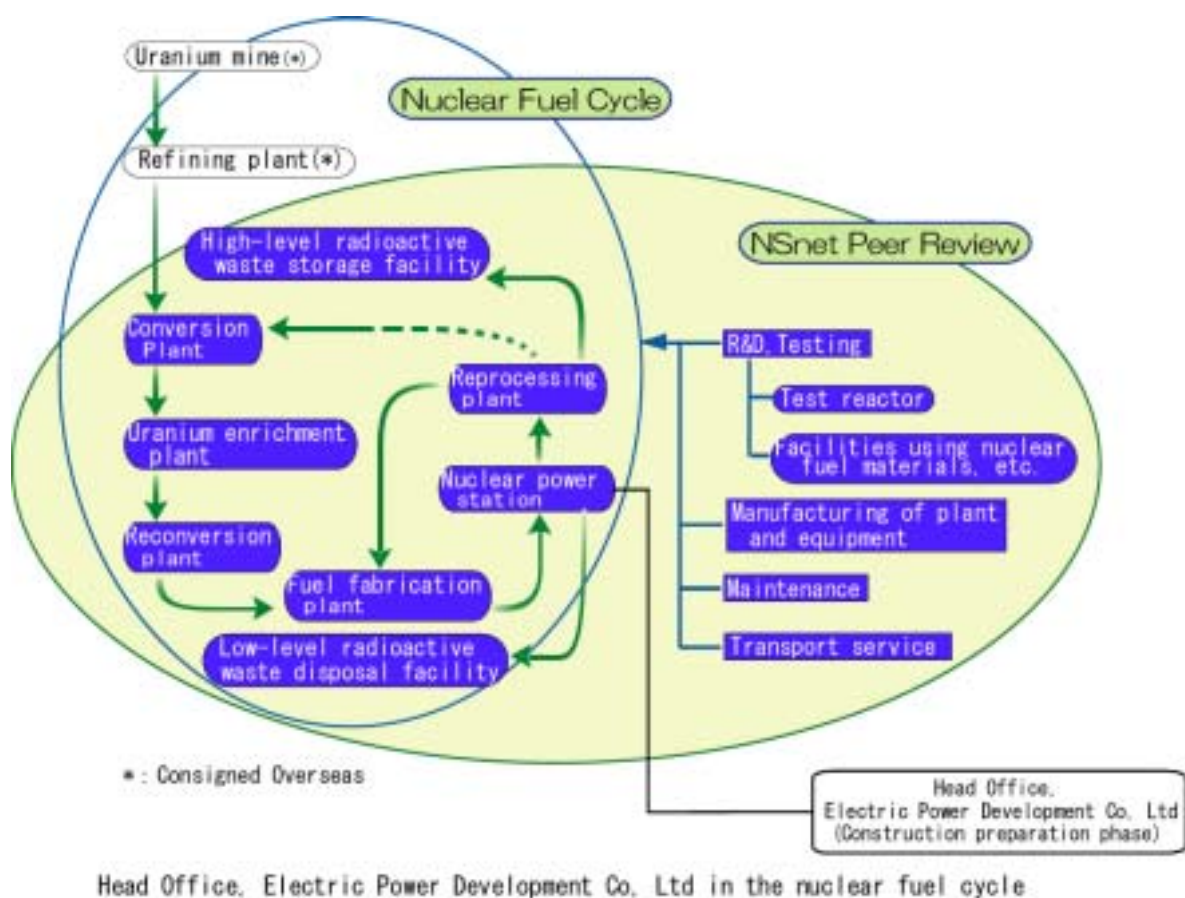 Uranium mine(*)
Nuclear Fuel Cycle
Refining plant(*)
High-level radioactive
waste storage facility
NSnet Peer Review
Conversion
Plant
R&D.Testing
Reprocessing
plant
Test reactor
Uranium enrichment
plant
Facilities using nuclear
fuel materials, etc.
Nuclear power
station
Manufacturing of plant
and equipment
Reconversion
plant
Fuel fabrication
plant
Maintenance
Low-level radioactive
waste disposal facility
Transport service
*: Consigned Overseas
Head Office,
Electric Power Development Co, Ltd
(Construction preparation phase)
Head Office, Electric Power Development Co, Ltd in the nuclear fuel cycle